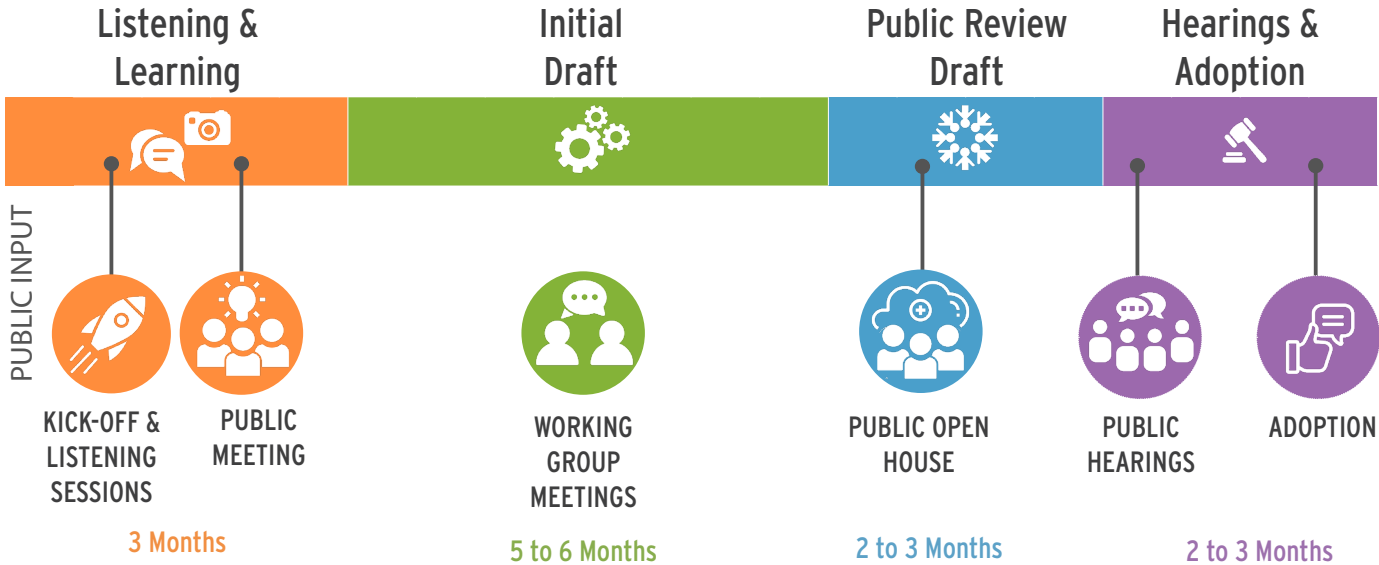 Listening &
Learning
Initial
Draft
Public Review
Draft
Hearings &
Adoption
PUBLIC INPUT
KICK-OFF &
LISTENING
SESSIONS
PUBLIC
MEETING
WORKING
GROUP
MEETINGS
PUBLIC OPEN
HOUSE
PUBLIC
HEARINGS
ADOPTION
3 Months
5 to 6 Months
2 to 3 Months
2 to 3 Months